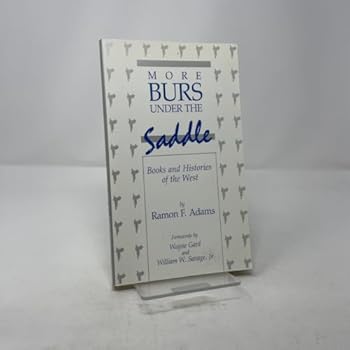 MORE
BURS
UNDER THE
Saddle
Books and Histories
of the West
by
Ramon F. Adams
Forewords by
Wayne Gard
and
William W. Savage, Jr.